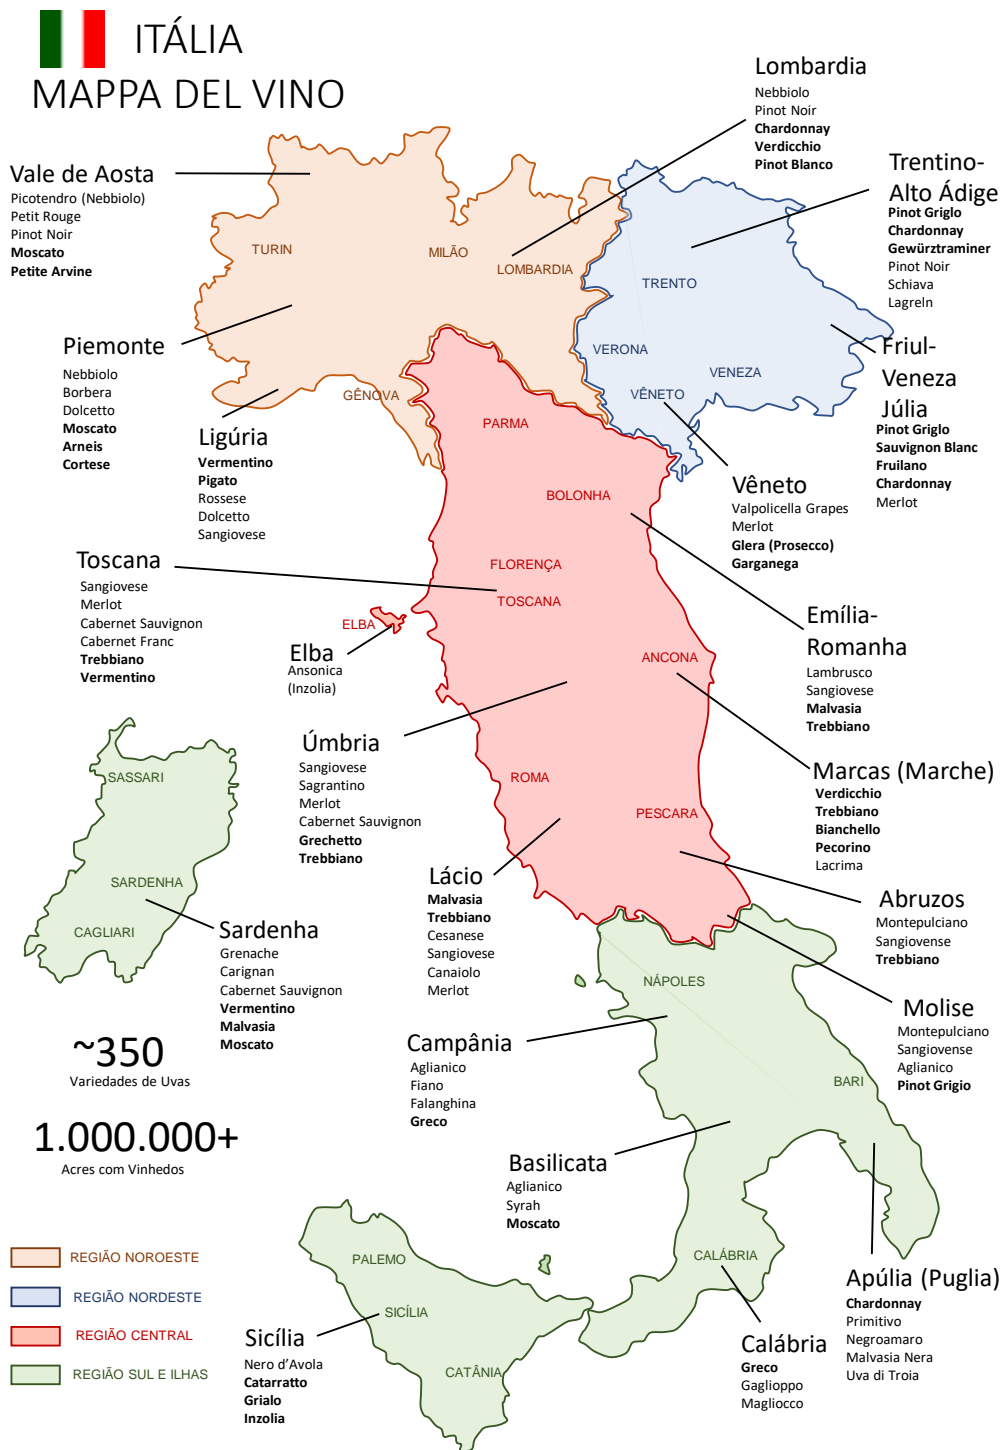 ITÁLIA
MAPPA DEL VINO
Lombardia
Nebbiolo
Pinot Noir
Chardonnay
Verdicchio
Pinot Blanco
Vale de Aosta
Picotendro (Nebbiolo)
Petit Rouge
Pinot Noir
Moscato
Petite Arvine
Trentino-
Alto Ádige
Pinot Griglo
Chardonnay
Gewürztraminer
Pinot Noir
Schiava
Lagreln
TURIN
MILÃO
LOMBARDIA
TRENTO
VERONA
VENEZA
VÊNETO
GÊNOVA
Piemonte
Nebbiolo
Borbera
Dolcetto
Moscato
Arneis
Cortese
Friul-
Veneza
Júlia
Pinot Griglo
Sauvignon Blanc
Fruilano
Chardonnay
Merlot
Ligúria
Vermentino
Pigato
Rossese
Dolcetto
Sangiovese
PARMA
BOLONHA
Vêneto
Valpolicella Grapes
Merlot
Glera (Prosecco)
Garganega
Toscana
Sangiovese
Merlot
Cabernet Sauvignon
Cabernet Franc
Trebbiano
Vermentino
FLORENÇA
TOSCANA
ELBA
Elba
Ansonica
(Inzolia)
ANCONA
Emília-
Romanha
Lambrusco
Sangiovese
Malvasia
Trebbiano
Úmbria
Sangiovese
Sagrantino
Merlot
Cabernet Sauvignon
Grechetto
Trebbiano
ROMA
PESCARA
Marcas (Marche)
Verdicchio
Trebbiano
Bianchello
Pecorino
Lacrima
SASSARI
SARDENHA
CAGLIARI
Lácio
Malvasia
Trebbiano
Cesanese
Sangiovese
Canaiolo
Merlot
Abruzos
Montepulciano
Sangiovense
Trebbiano
Sardenha
Grenache
Carignan
Cabernet Sauvignon
Vermentino
Malvasia
Moscato
NÁPOLES
Molise
Montepulciano
Sangiovense
Aglianico
Pinot Grigio
Campânia
Aglianico
Fiano
Falanghina
Greco
BARI
~350
Variedades de Uvas
1.000.000+
Acres com Vinhedos
Basilicata
Aglianico
Syrah
Moscato
CALÁBRIA
PALEMO
SICÍLIA
CATÂNIA
REGIÃO NOROESTE
REGIÃO NORDESTE
REGIÃO CENTRAL
REGIÃO SUL E ILHAS
Apúlia (Puglia)
Chardonnay
Primitivo
Negroamaro
Malvasia Nera
Uva di Troia
Sicília
Nero d'Avola
Catarratto
Grialo
Inzolia
Calábria
Greco
Gaglioppo
Magliocco